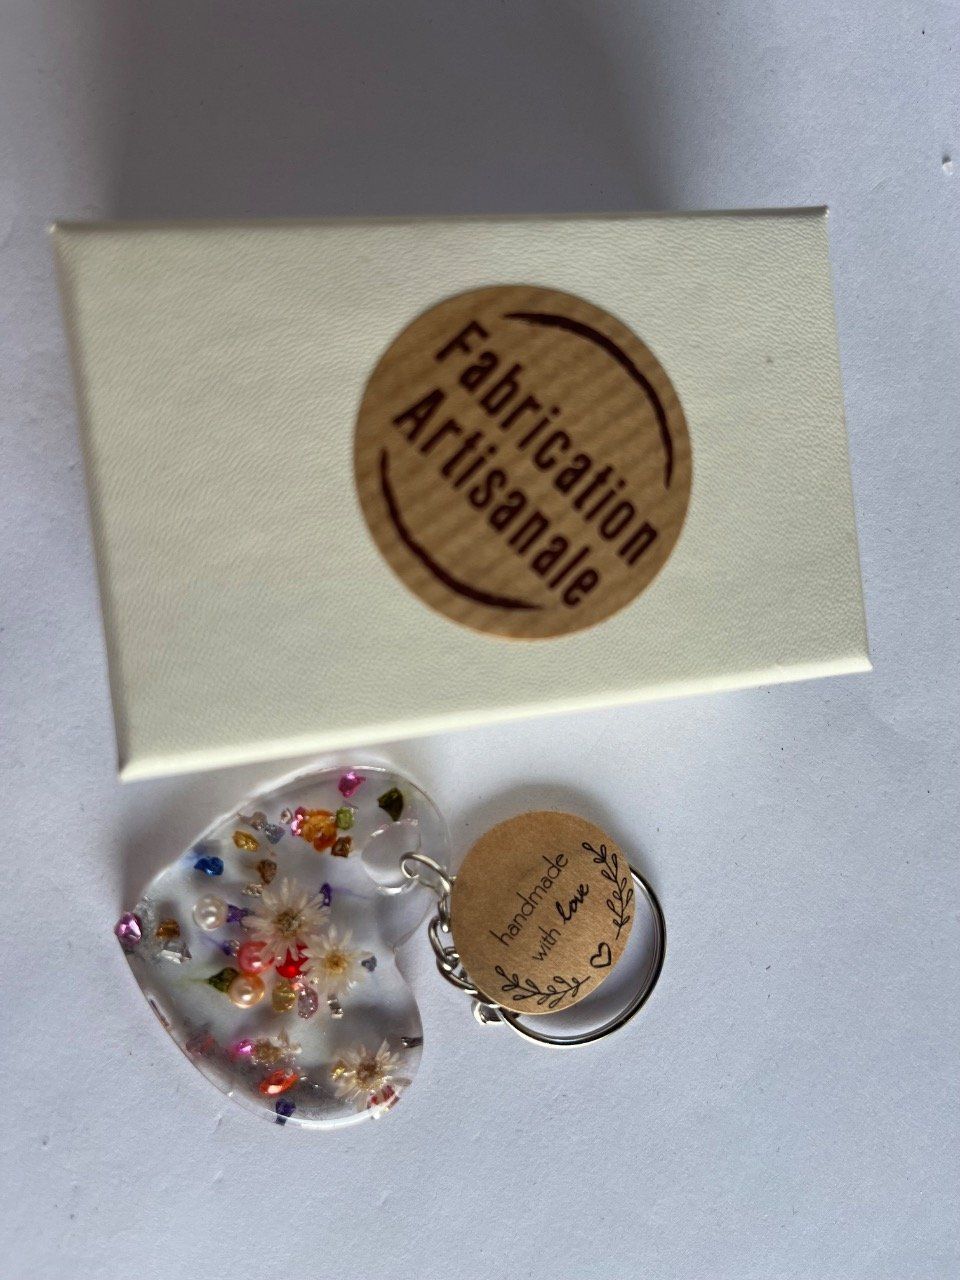 Fabrication
Artisanale
handmade
with love